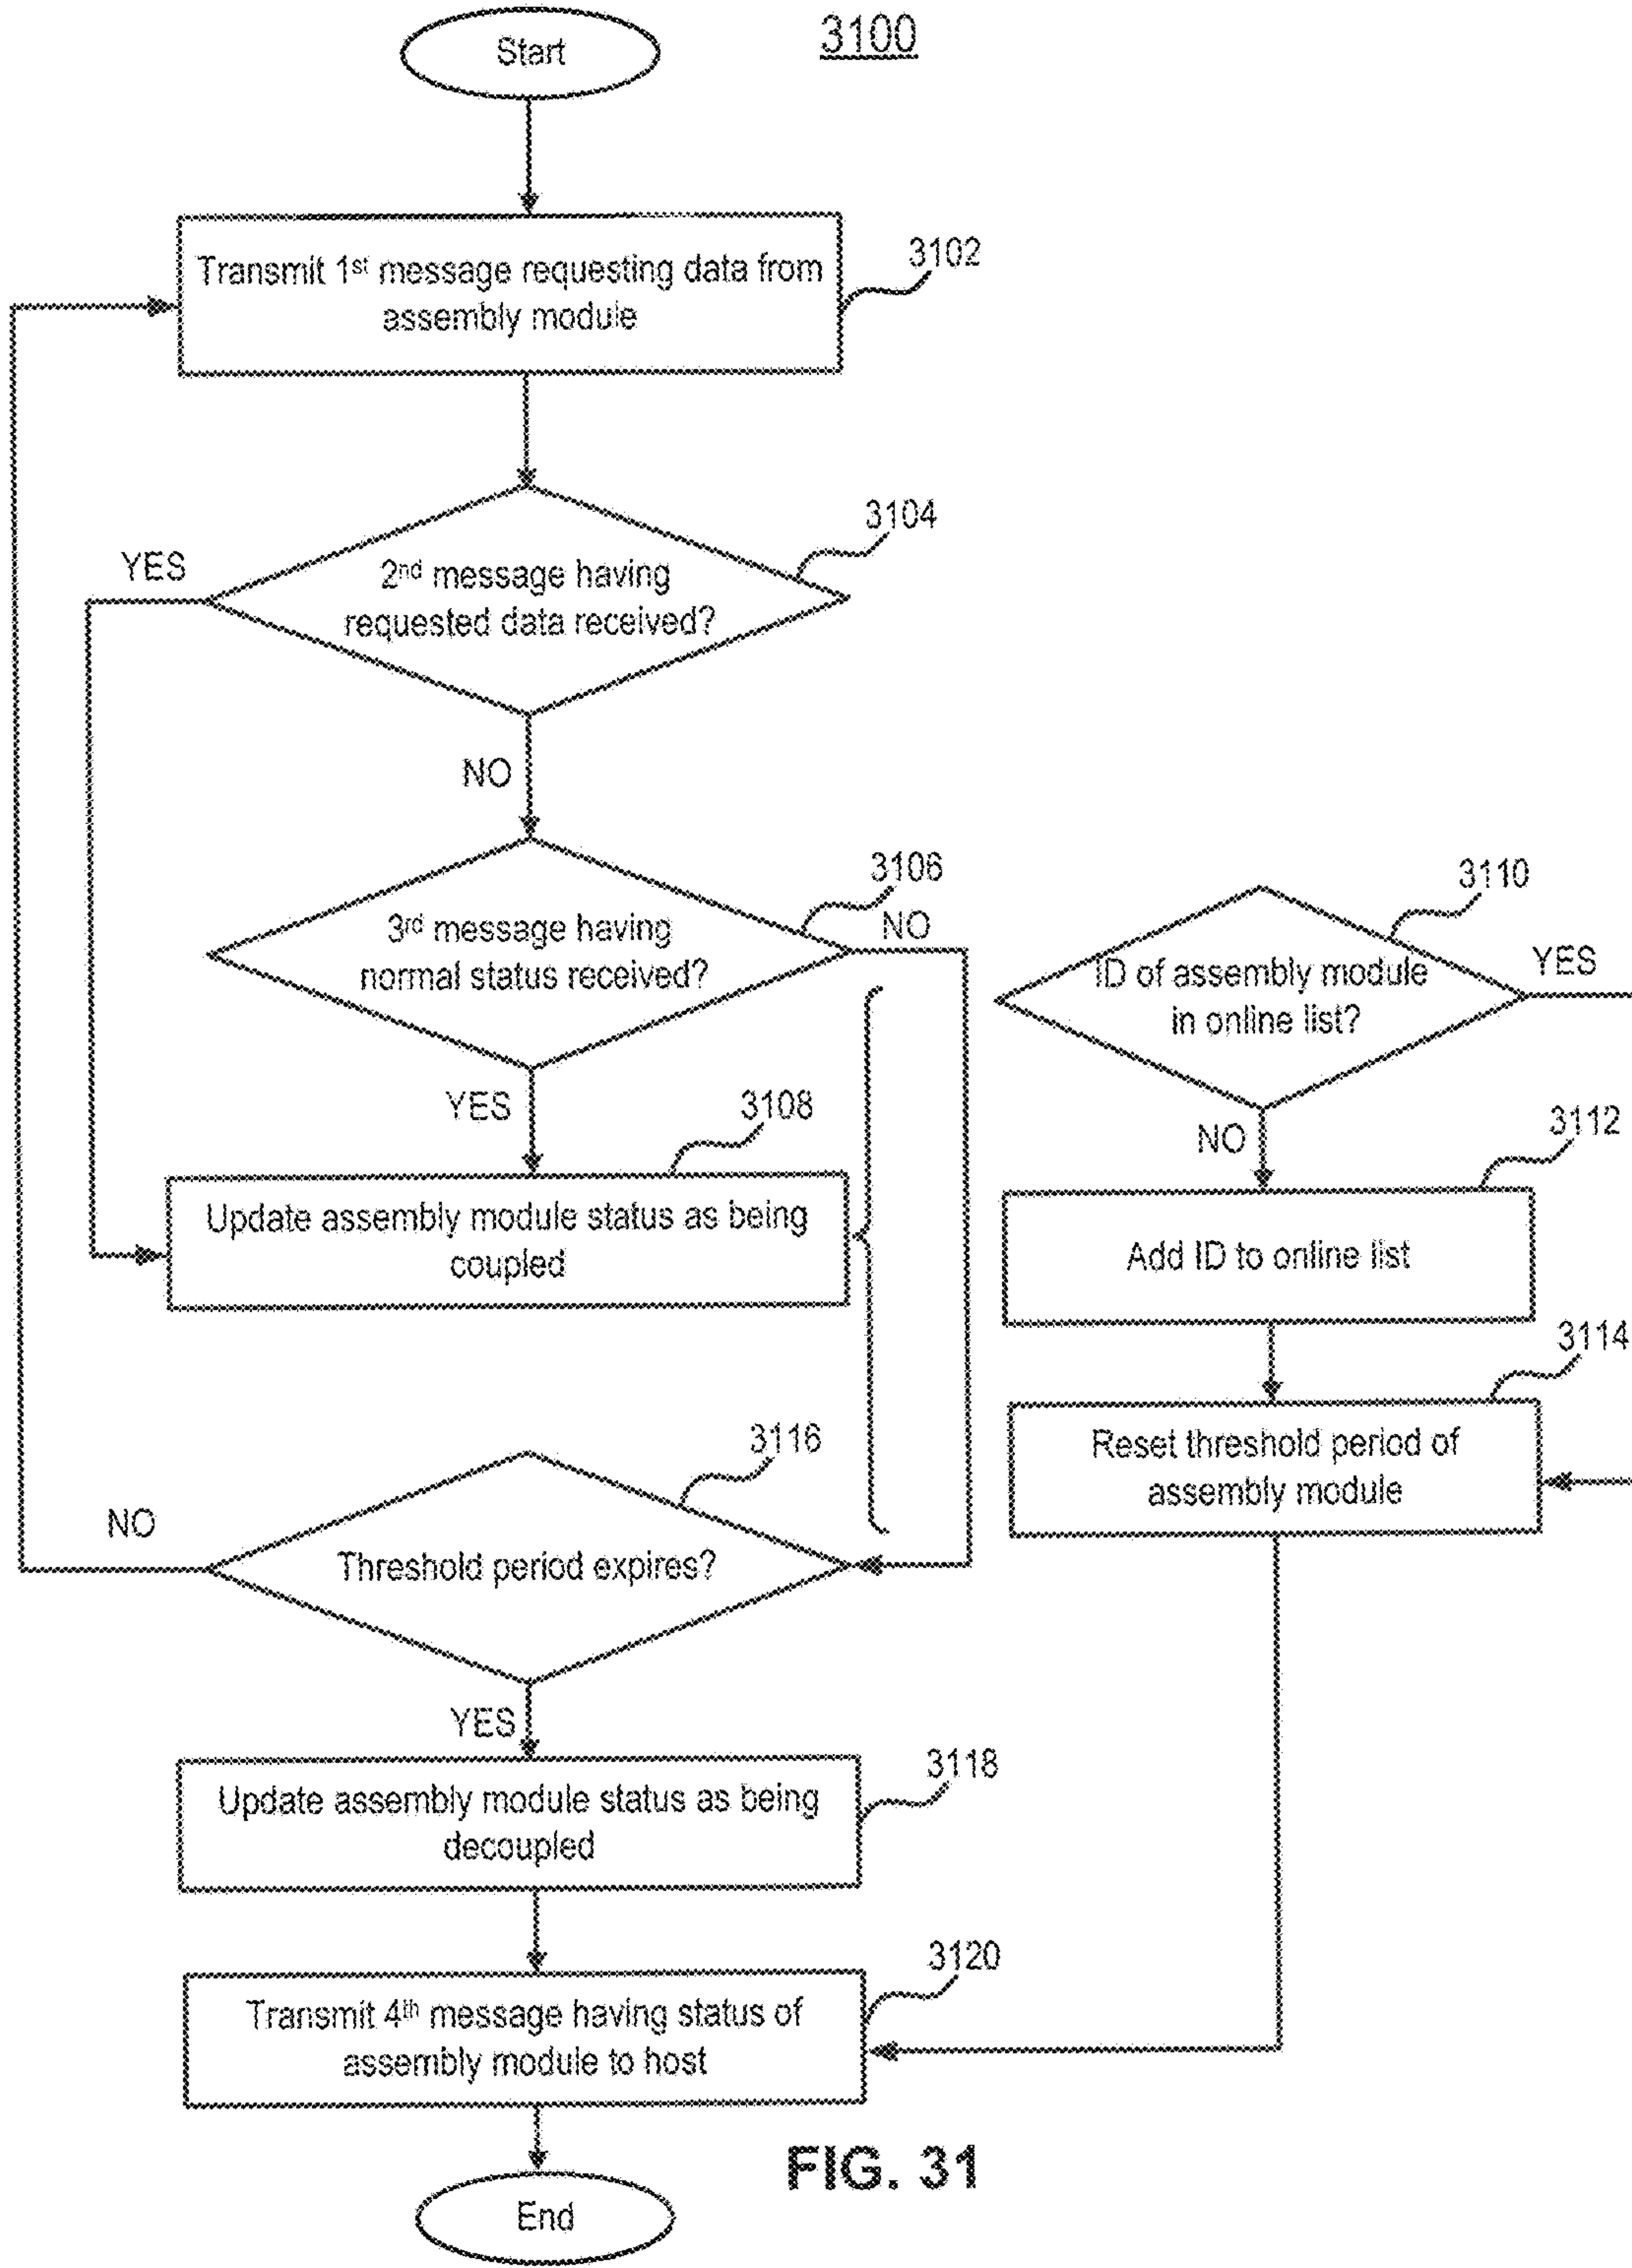 3100
Start
Transmit 1st message requesting data from
assembly module
3102
2nd message having
requested data received?
3104
YES
NO
3rd message having
normal status received?
3106
NO
YES
Update assembly module status as being
coupled
3108
ID of assembly module
in online list?
3110
YES
NO
Add ID to online list
3112
Reset threshold period of
assembly module
3114
Threshold period expires?
3116
NO
YES
Update assembly module status as being
decoupled
3118
Transmit 4th message having status of
assembly module to host
3120
End
FIG. 31